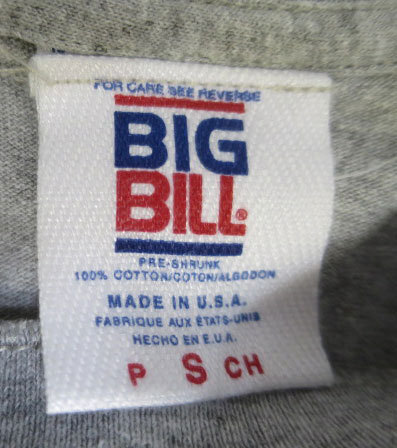 FOR CARE SEE REVERSE
BIG
BILL®
PRE-SHRUNK
100% COTTON/COTON/ALGODON
MADE IN U.S.A.
FABRIQUE AUX ÉTATS-UNIS
HECHO EN E.U.A.
P S CH